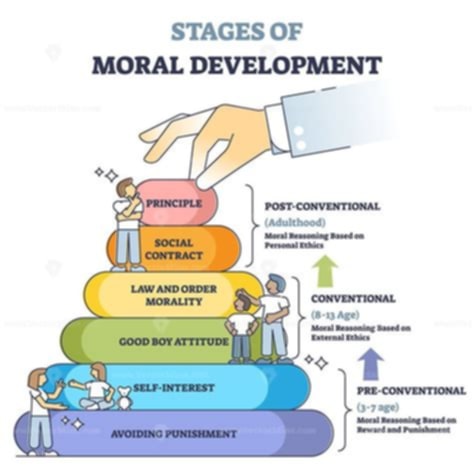 STAGES OF
MORAL DEVELOPMENT
PRINCIPLE
SOCIAL
CONTRACT
LAW AND ORDER
MORALITY
GOOD BOY ATTITUDE
SELF-INTEREST
AVOIDING PUNISHMENT
POST-CONVENTIONAL
(Adulthood)
Moral Reasoning Based on
Personal Ethics
CONVENTIONAL
(8-13 Age)
Moral Reasoning Based on
External Ethics
PRE-CONVENTIONAL
(3-7 age)
Moral Reasoning Based on
Reward and Punishment